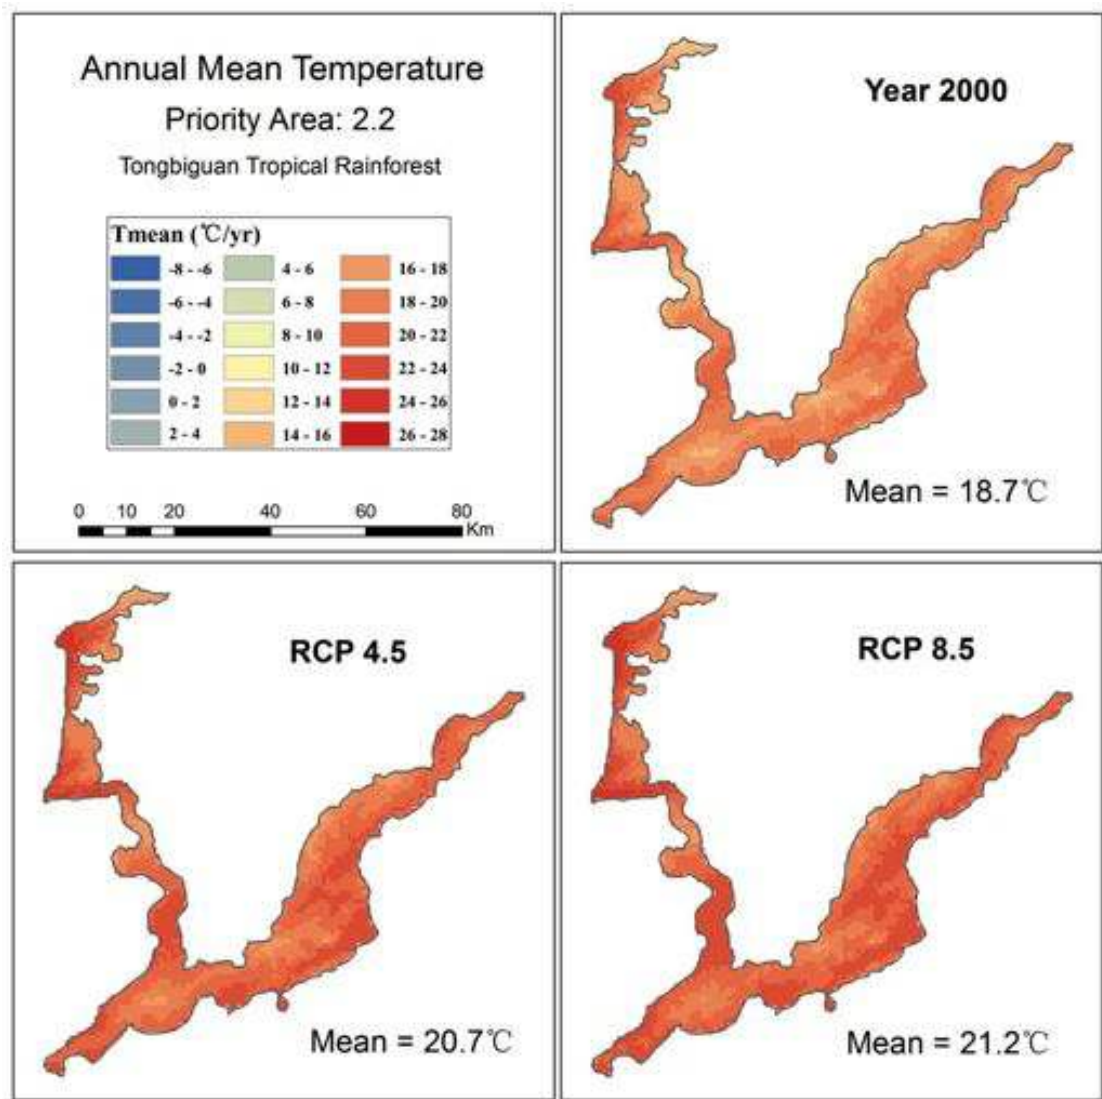 Annual Mean Temperature
Priority Area: 2.2
Tongbiguan Tropical Rainforest
Tmean (℃/yr)
-8 - -6
4 - 6
16 - 18
-6 - -4
6 - 8
18 - 20
-4 - -2
8 - 10
20 - 22
-2 - 0
10 - 12
22 - 24
0 - 2
12 - 14
24 - 26
2 - 4
14 - 16
26 - 28
0 10 20 40 60 80
Km
Year 2000
Mean = 18.7℃
RCP 4.5
Mean = 20.7℃
RCP 8.5
Mean = 21.2℃